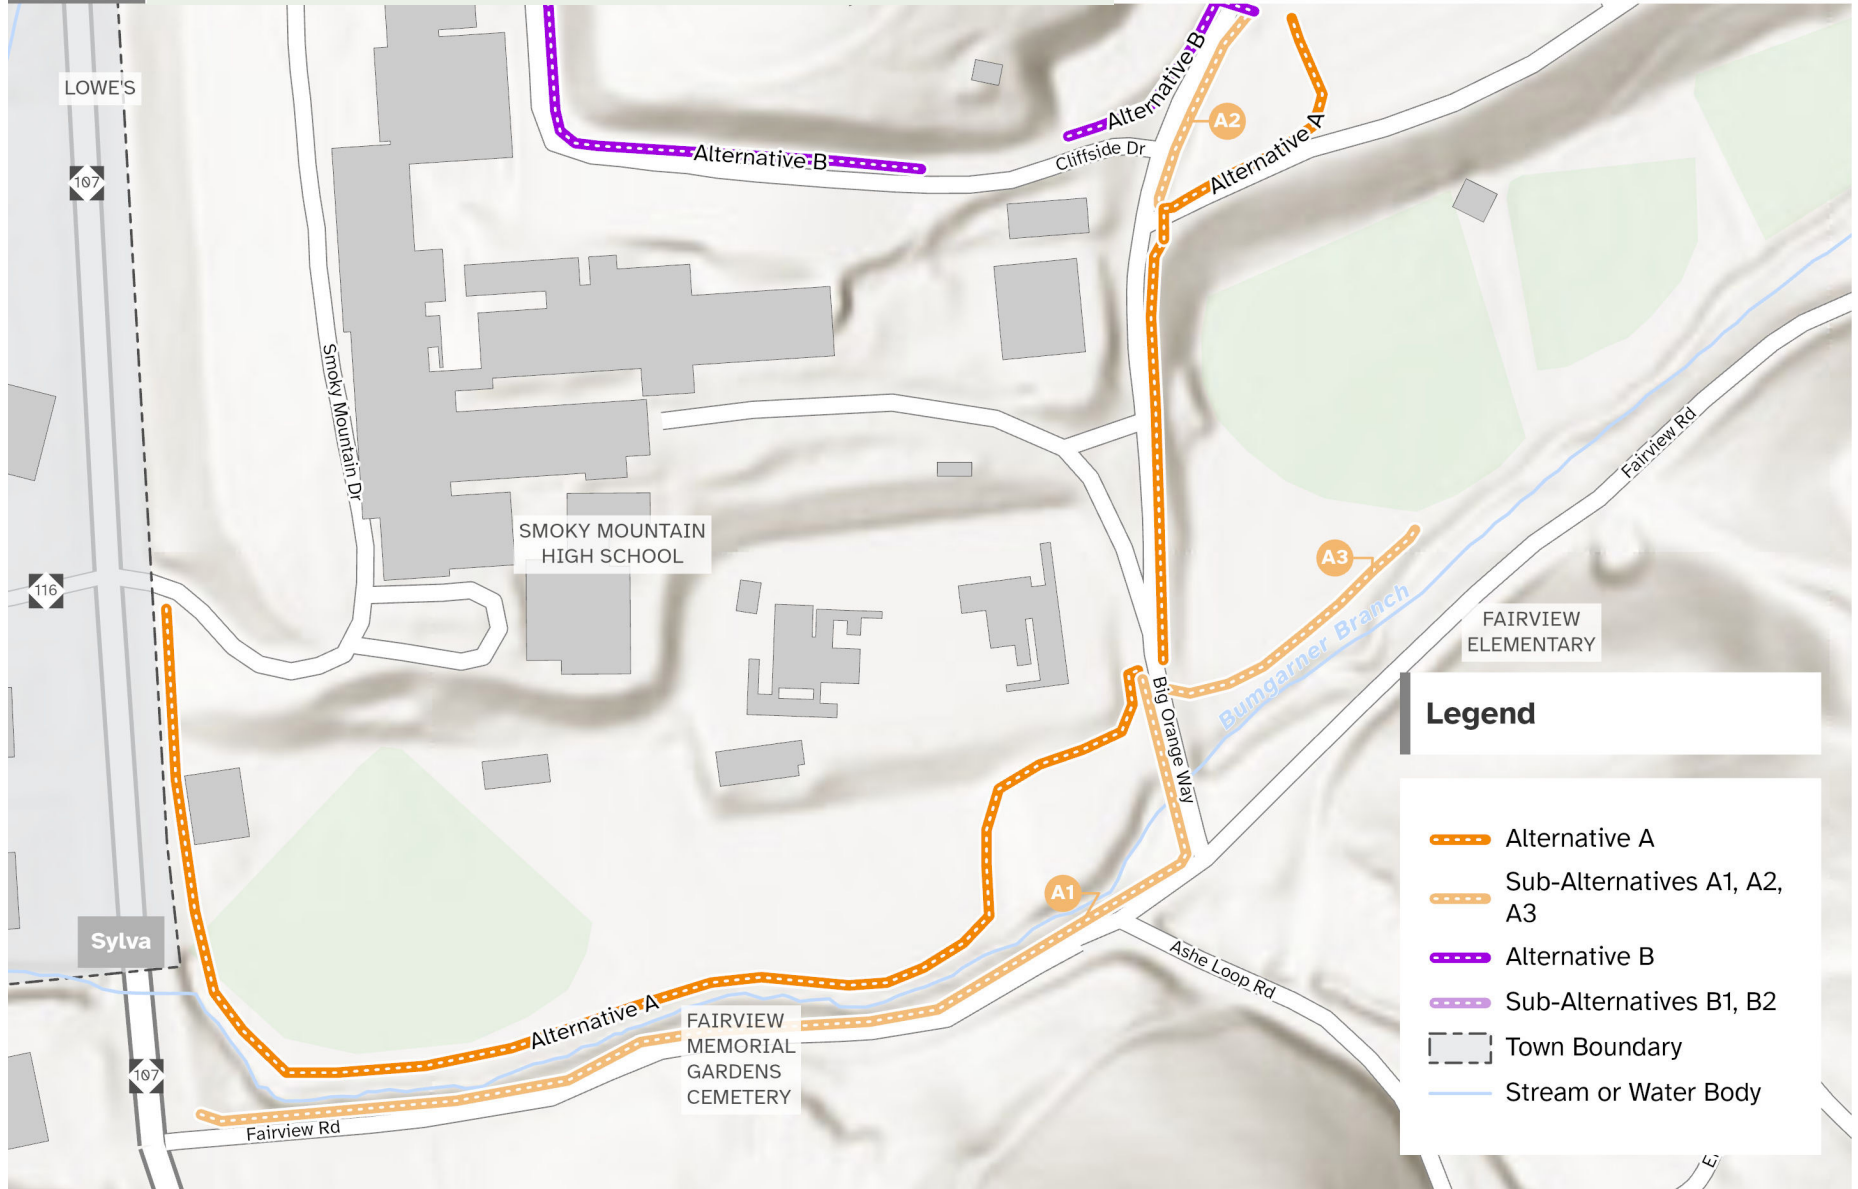 LOWE'S
107
Alternative B
Alternative B
Cliffside Dr
A2
Alternative A
Smoky Mountain Dr
SMOKY MOUNTAIN
HIGH SCHOOL
116
A3
Fairview Rd
Bumgarner Branch
FAIRVIEW
ELEMENTARY
Big Orange Way
A1
Sylva
Ashe Loop Rd
Alternative A
FAIRVIEW
MEMORIAL
GARDENS
CEMETERY
107
Fairview Rd
Legend
Alternative A
Sub-Alternatives A1, A2,
A3
Alternative B
Sub-Alternatives B1, B2
Town Boundary
Stream or Water Body